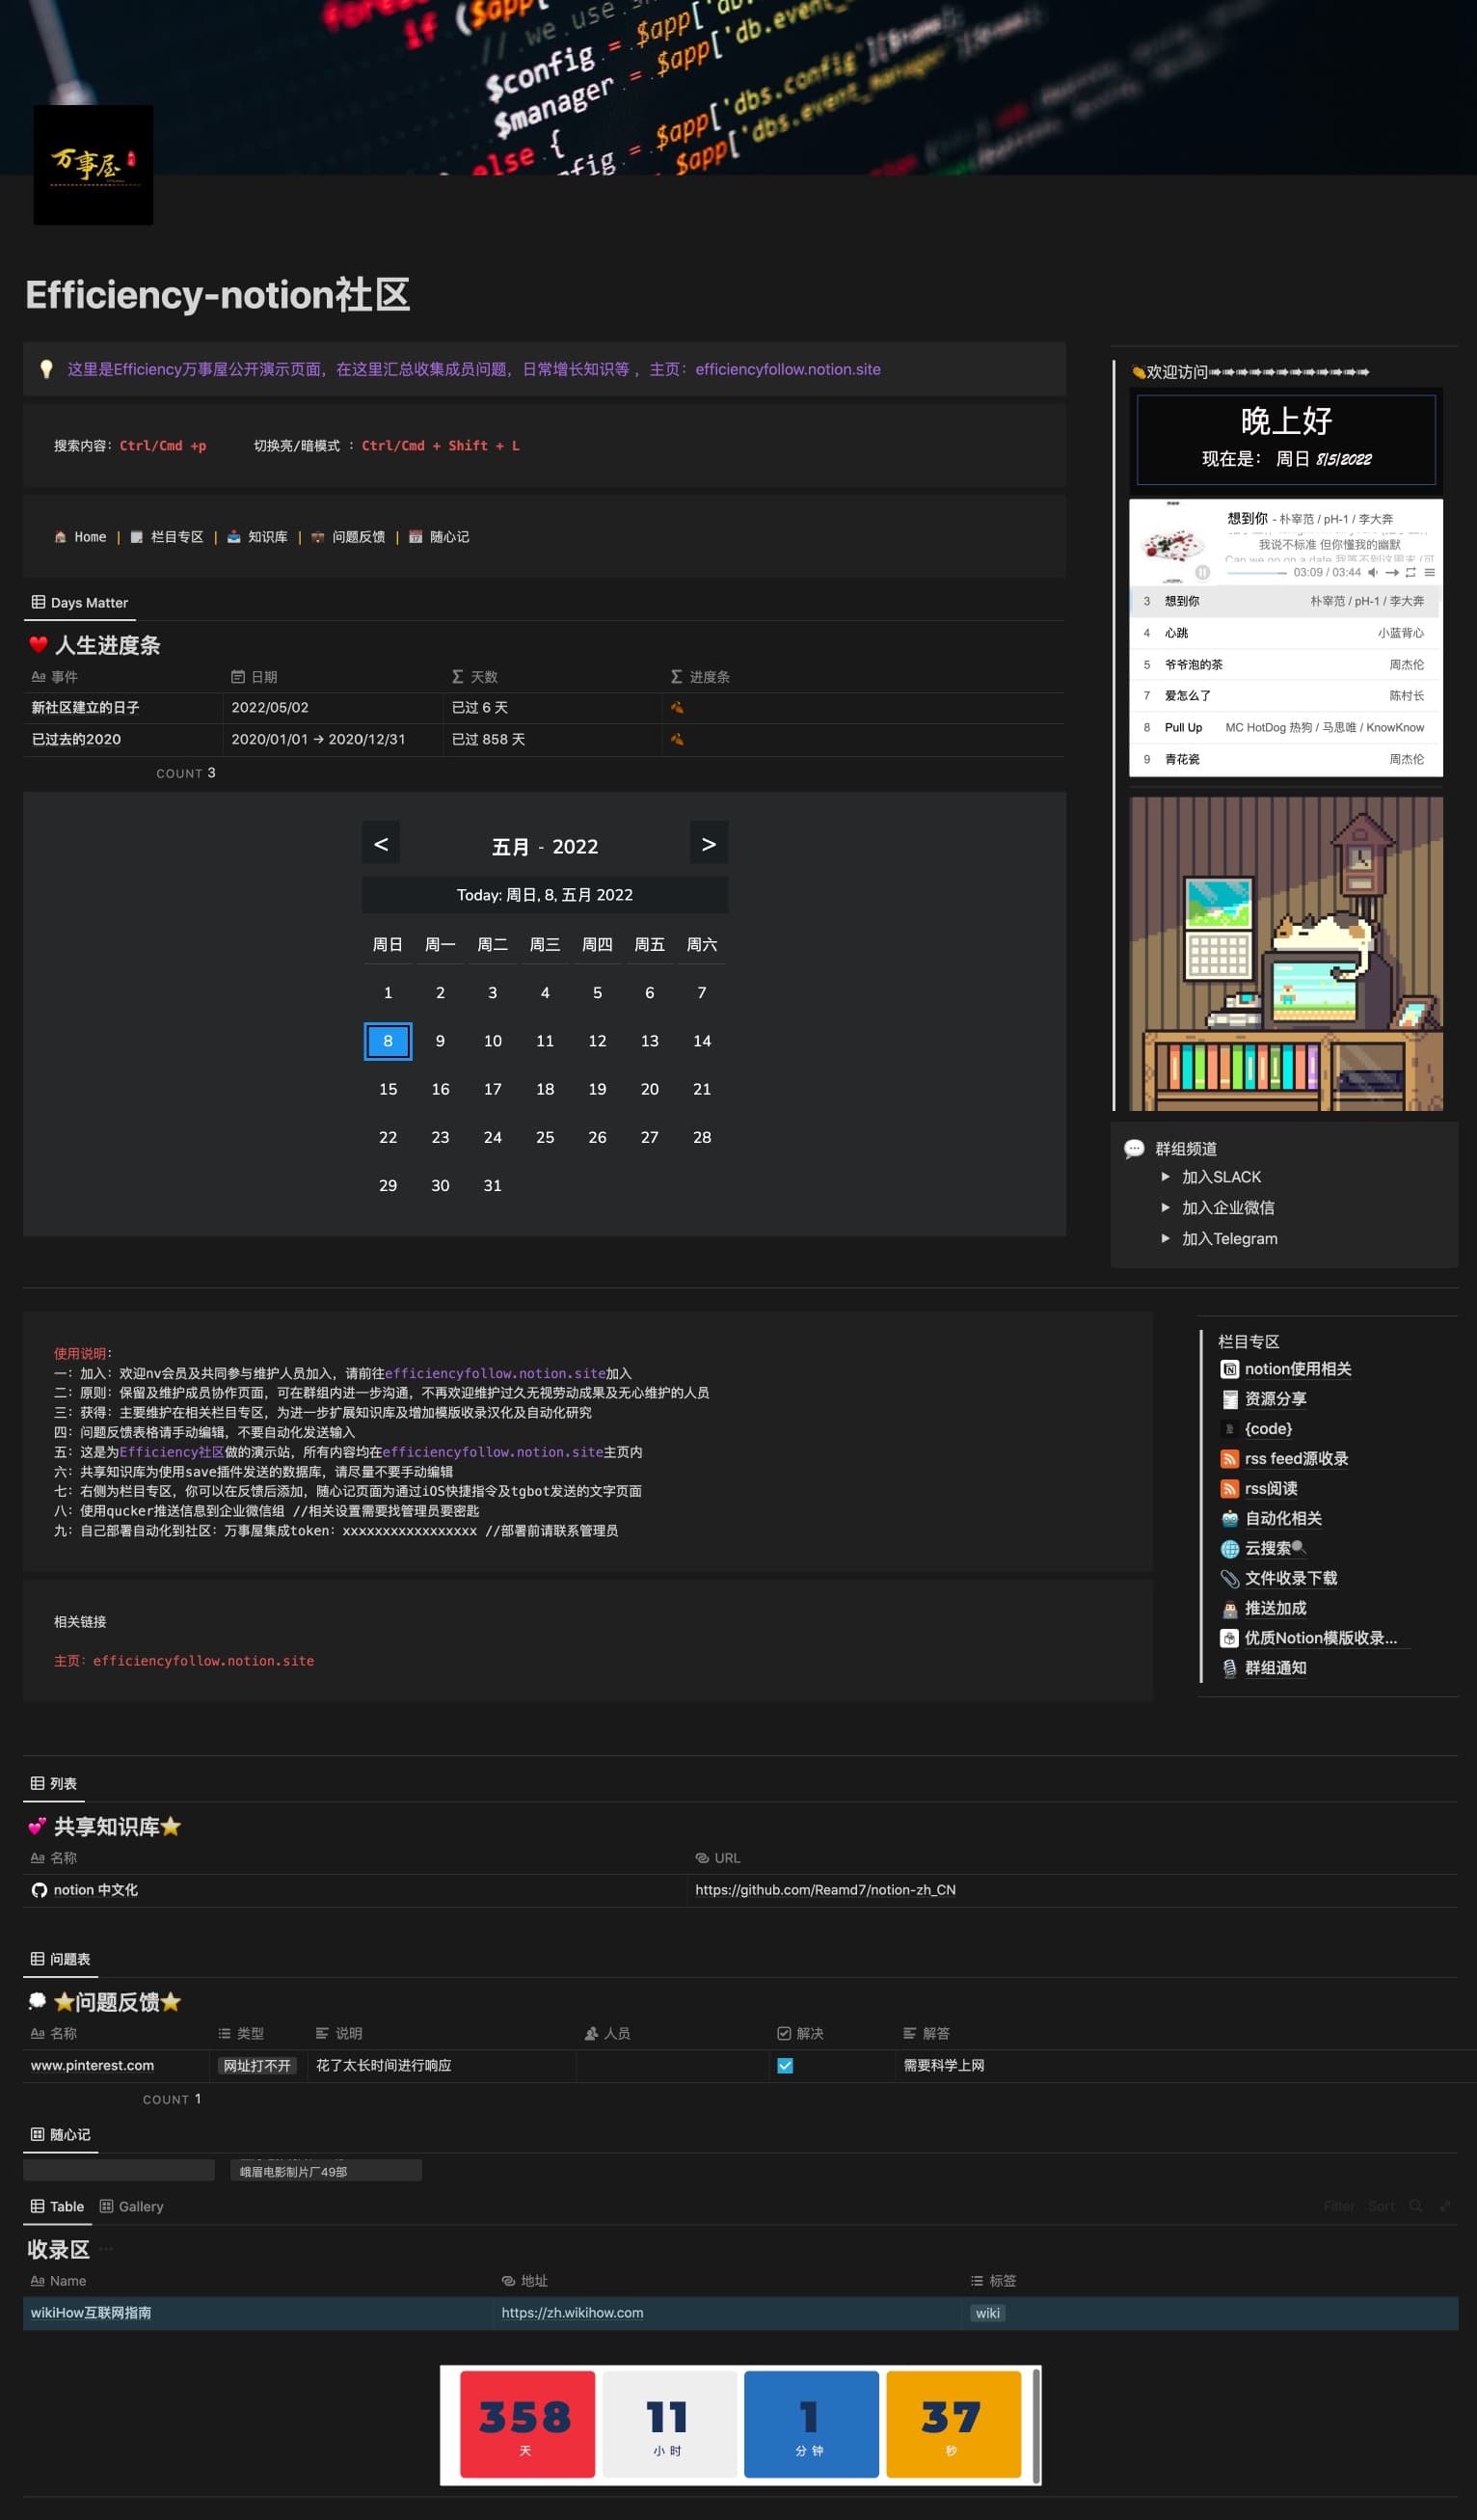 if ($app[
// we use
$config = $app['db.
$manager = $app['db.event_
else {
$app['dbs.config'][$name];
$app['dbs.event_manager'][$name];
万事屋
Efficiency-notion社区
这里是Efficiency万事屋公开演示页面，在这里汇总收集成员问题，日常增长知识等 ，主页：efficiencyfollow.notion.site
搜索内容：Ctrl/Cmd +p 切换亮/暗模式 ：Ctrl/Cmd + Shift + L
Home | 栏目专区 | 知识库 | 问题反馈 | 随心记
Days Matter
人生进度条
Aa 事件 日期 天数 进度条
新社区建立的日子 2022/05/02 已过 6 天
已过去的2020 2020/01/01 → 2020/12/31 已过 858 天
COUNT 3
< 五月 - 2022 >
Today: 周日, 8, 五月 2022
周日 周一 周二 周三 周四 周五 周六
1 2 3 4 5 6 7
8 9 10 11 12 13 14
15 16 17 18 19 20 21
22 23 24 25 26 27 28
29 30 31
👏欢迎访问➠➠➠➠➠➠➠➠➠➠➠➠
晚上好
现在是： 周日 8/5/2022
想到你 - 朴宰范 / pH-1 / 李大奔
我说不标准 但你懂我的幽默
Can we go on a date 我等不到这周末 (可
03:09 / 03:44
3 想到你 朴宰范 / pH-1 / 李大奔
4 心跳 小蓝背心
5 爷爷泡的茶 周杰伦
7 爱怎么了 陈村长
8 Pull Up MC HotDog 热狗 / 马思唯 / KnowKnow
9 青花瓷 周杰伦
群组频道
加入SLACK
加入企业微信
加入Telegram
使用说明：
一：加入：欢迎nv会员及共同参与维护人员加入，请前往efficiencyfollow.notion.site加入
二：原则：保留及维护成员协作页面，可在群组内进一步沟通，不再欢迎维护过久无视劳动成果及无心维护的人员
三：获得：主要维护在相关栏目专区，为进一步扩展知识库及增加模版收录汉化及自动化研究
四：问题反馈表格请手动编辑，不要自动化发送输入
五：这是为Efficiency社区做的演示站，所有内容均在efficiencyfollow.notion.site主页内
六：共享知识库为使用save插件发送的数据库，请尽量不要手动编辑
七：右侧为栏目专区，你可以在反馈后添加，随心记页面为通过iOS快捷指令及tgbot发送的文字页面
八：使用qucker推送信息到企业微信组 //相关设置需要找管理员要密匙
九：自己部署自动化到社区：万事屋集成token：xxxxxxxxxxxxxxxxx //部署前请联系管理员
相关链接
主页：efficiencyfollow.notion.site
栏目专区
notion使用相关
资源分享
{code}
rss feed源收录
rss阅读
自动化相关
云搜索🔍
文件收录下载
推送加成
优质Notion模版收录...
群组通知
列表
共享知识库⭐
Aa 名称 URL
notion 中文化 https://github.com/Reamd7/notion-zh_CN
问题表
⭐问题反馈⭐
Aa 名称 类型 说明 人员 解决 解答
www.pinterest.com 网址打不开 花了太长时间进行响应 需要科学上网
COUNT 1
随心记
峨眉电影制片厂49部
Table Gallery Filter Sort
收录区 ...
Aa Name 地址 标签
wikiHow互联网指南 https://zh.wikihow.com wiki
358 11 1 37
天 小时 分钟 秒